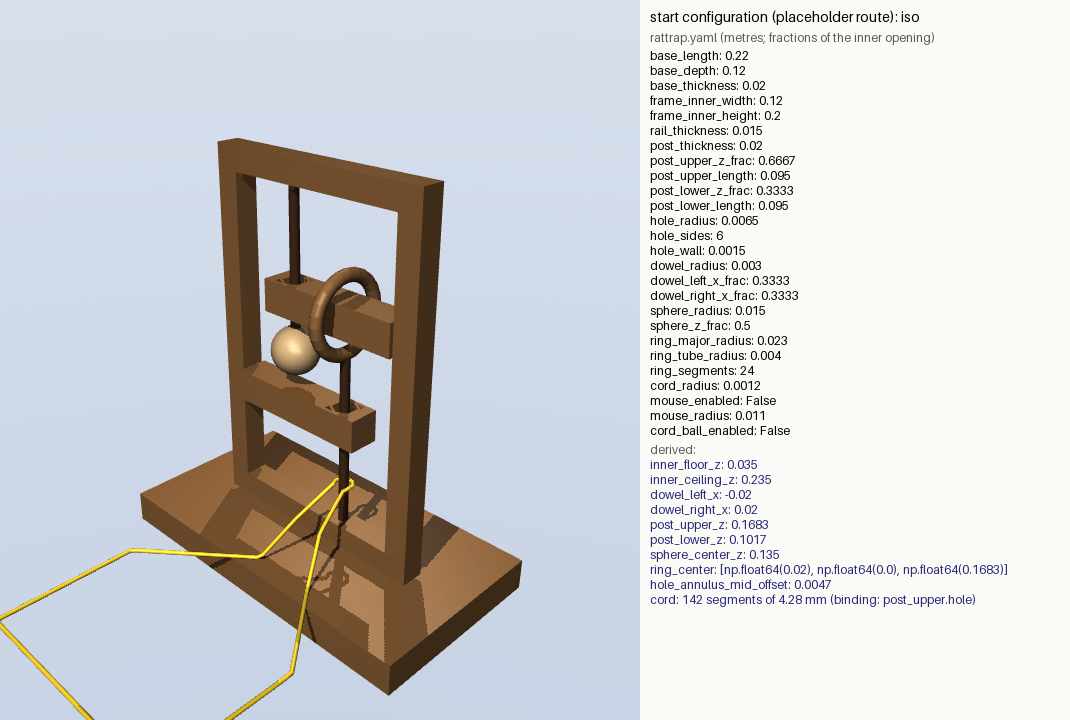 start configuration (placeholder route): iso
rattrap.yaml (metres; fractions of the inner opening)
base_length: 0.22
base_depth: 0.12
base_thickness: 0.02
frame_inner_width: 0.12
frame_inner_height: 0.2
rail_thickness: 0.015
post_thickness: 0.02
post_upper_z_frac: 0.6667
post_upper_length: 0.095
post_lower_z_frac: 0.3333
post_lower_length: 0.095
hole_radius: 0.0065
hole_sides: 6
hole_wall: 0.0015
dowel_radius: 0.003
dowel_left_x_frac: 0.3333
dowel_right_x_frac: 0.3333
sphere_radius: 0.015
sphere_z_frac: 0.5
ring_major_radius: 0.023
ring_tube_radius: 0.004
ring_segments: 24
cord_radius: 0.0012
mouse_enabled: False
mouse_radius: 0.011
cord_ball_enabled: False
derived:
inner_floor_z: 0.035
inner_ceiling_z: 0.235
dowel_left_x: -0.02
dowel_right_x: 0.02
post_upper_z: 0.1683
post_lower_z: 0.1017
sphere_center_z: 0.135
ring_center: [np.float64(0.02), np.float64(0.0), np.float64(0.1683)]
hole_annulus_mid_offset: 0.0047
cord: 142 segments of 4.28 mm (binding: post_upper.hole)